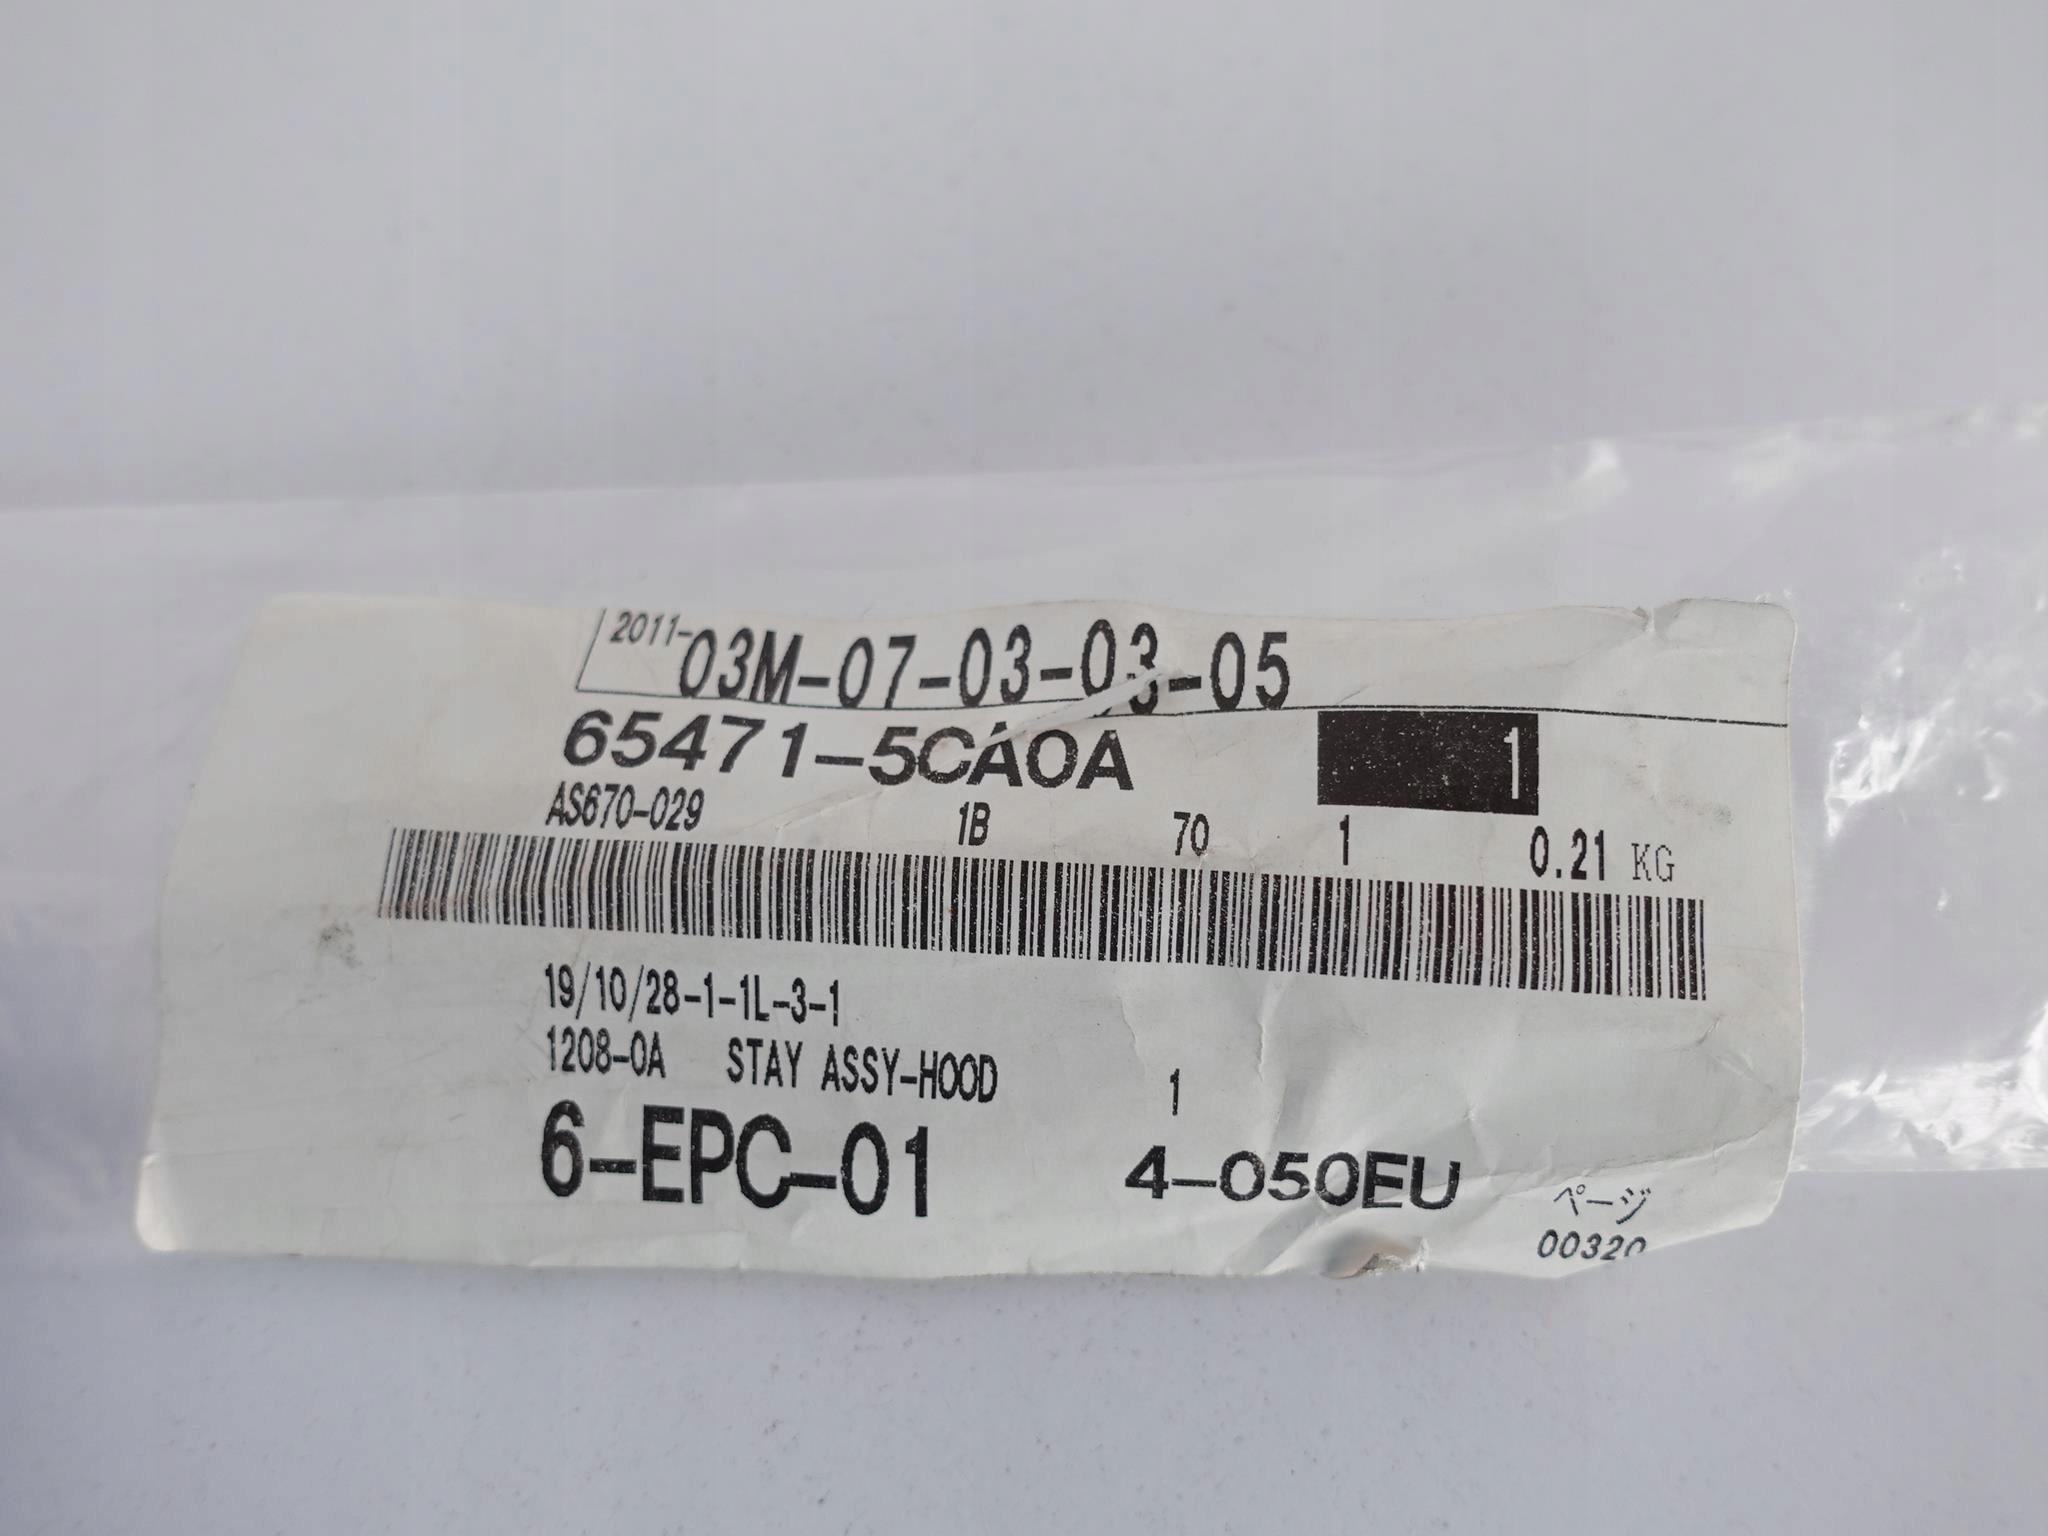 2011-03M-07-03-03-05
65471-5CA0A 1
AS670-029 1B 70 1 0.21 KG
19/10/28-1-1L-3-1
1208-0A STAY ASSY-HOOD 1
6-EPC-01 4-050EU
ページ
00320